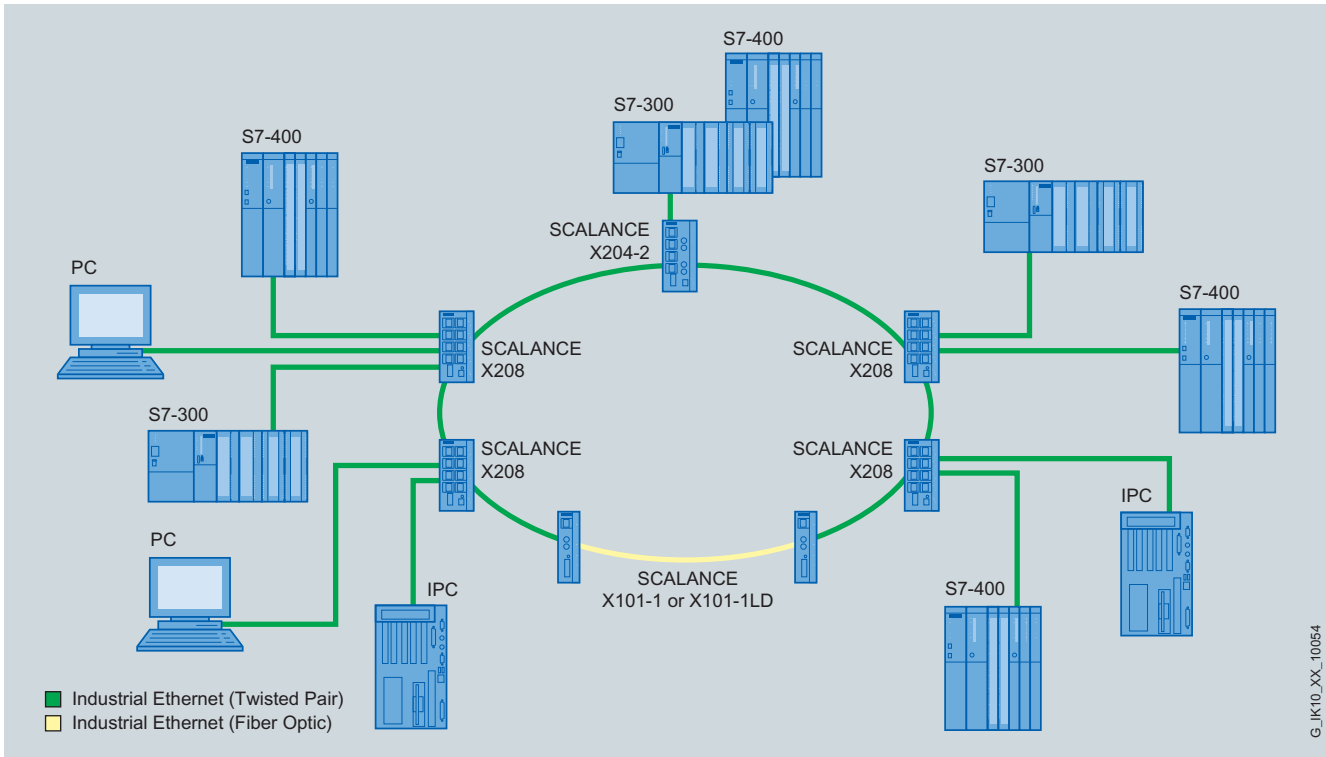 S7-400
S7-300
S7-400
S7-300
SCALANCE
X204-2
PC
S7-400
SCALANCE
X208
SCALANCE
X208
S7-300
SCALANCE
X208
SCALANCE
X208
IPC
PC
SCALANCE
X101-1 or X101-1LD
IPC
S7-400
Industrial Ethernet (Twisted Pair)
Industrial Ethernet (Fiber Optic)
G_IK10_XX_10054